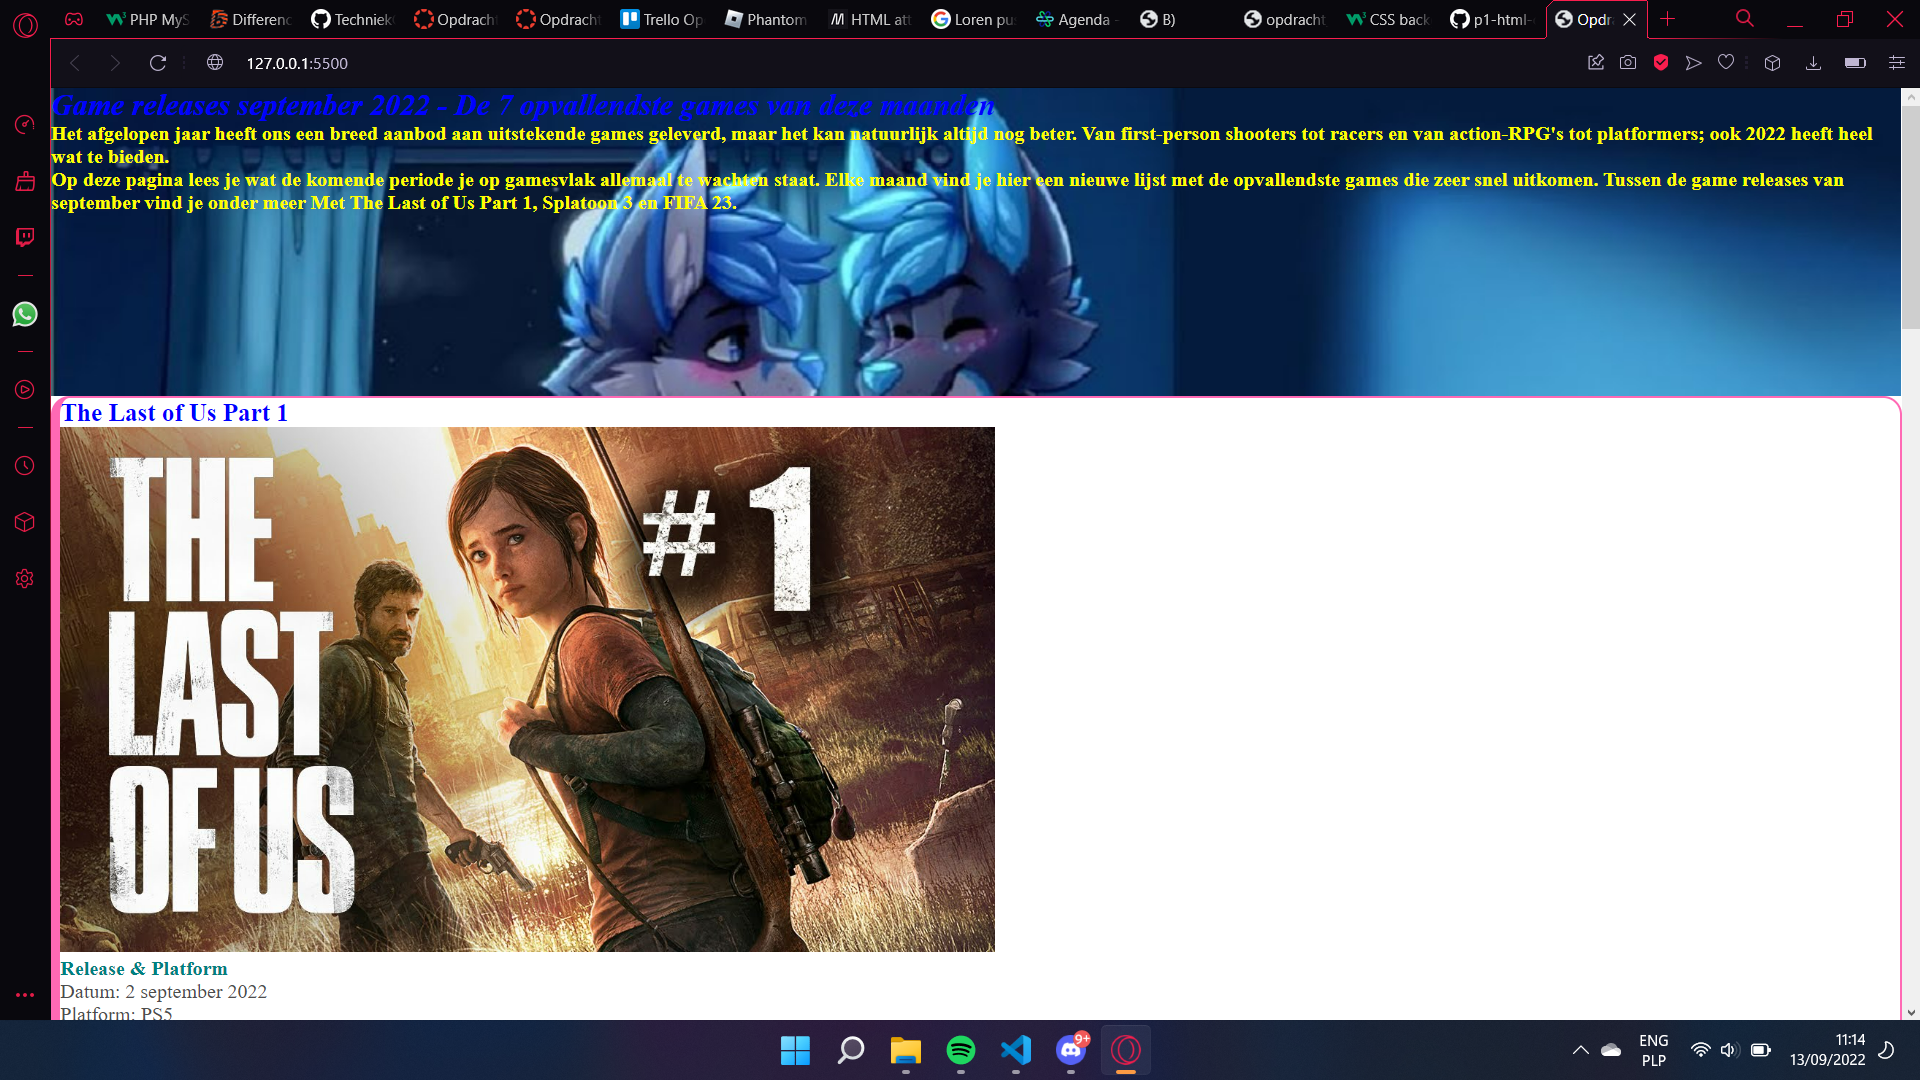 PHP MyS
Differenc
Techniek
Opdracht
Opdracht
Trello Op
Phantom
HTML att
Loren pu
Agenda -
B)
opdracht
CSS back
p1-html-
Opdr
127.0.0.1:5500
Game releases september 2022 - De 7 opvallendste games van deze maanden
Het afgelopen jaar heeft ons een breed aanbod aan uitstekende games geleverd, maar het kan natuurlijk altijd nog beter. Van first-person shooters tot racers en van action-RPG's tot platformers; ook 2022 heeft heel
wat te bieden.
Op deze pagina lees je wat de komende periode je op gamesvlak allemaal te wachten staat. Elke maand vind je hier een nieuwe lijst met de opvallendste games die zeer snel uitkomen. Tussen de game releases van
september vind je onder meer Met The Last of Us Part 1, Splatoon 3 en FIFA 23.
The Last of Us Part 1
THE
LAST
OF US
#1
Release & Platform
Datum: 2 september 2022
Platform: PS5
9+
ENG
PLP
11:14
13/09/2022